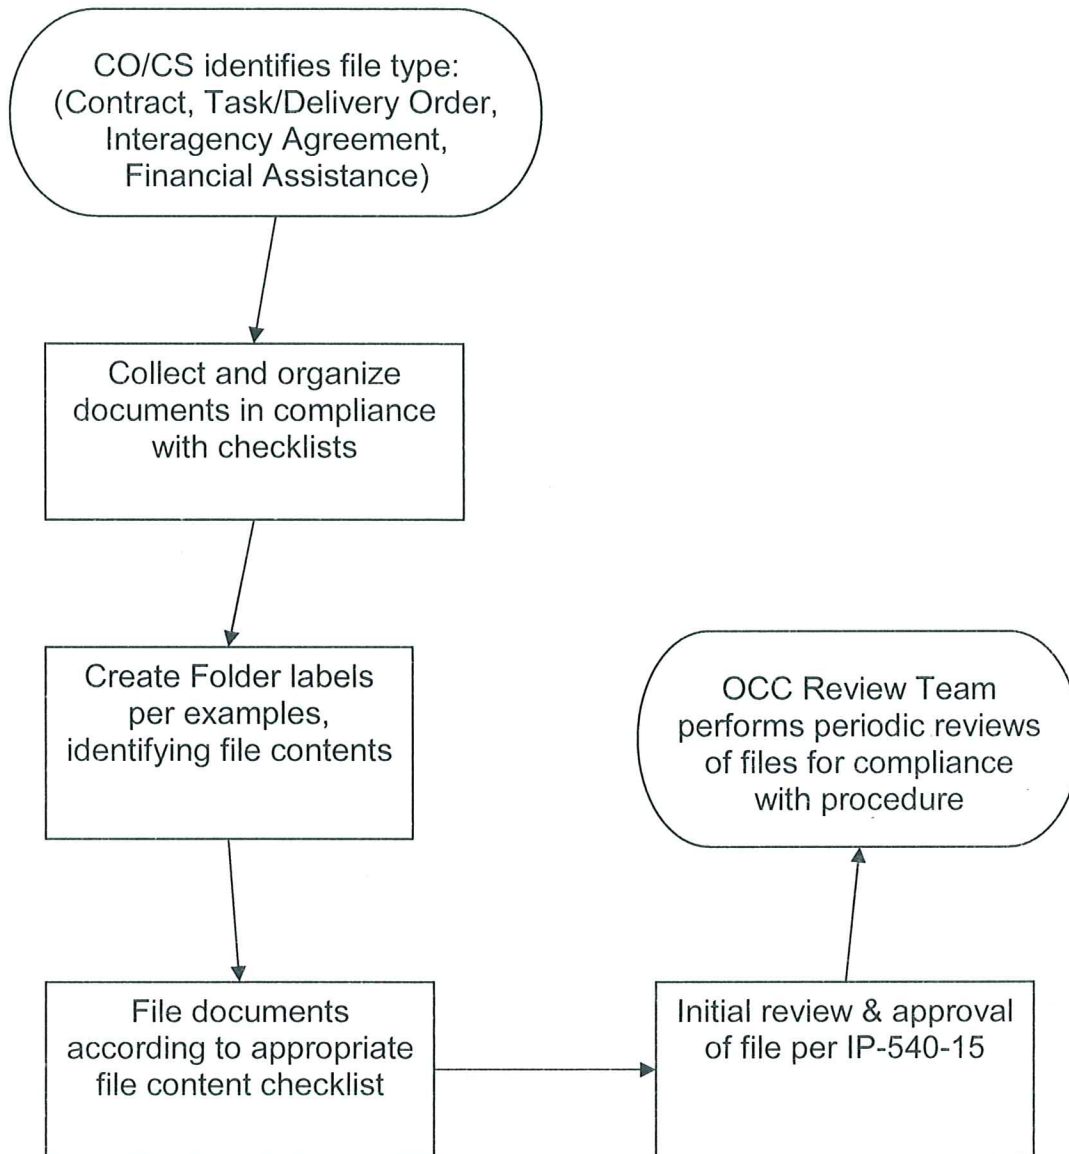 CO/CS identifies file type:
(Contract, Task/Delivery Order,
Interagency Agreement,
Financial Assistance)
Collect and organize
documents in compliance
with checklists
Create Folder labels
per examples,
identifying file contents
File documents
according to appropriate
file content checklist
Initial review & approval
of file per IP-540-15
OCC Review Team
performs periodic reviews
of files for compliance
with procedure